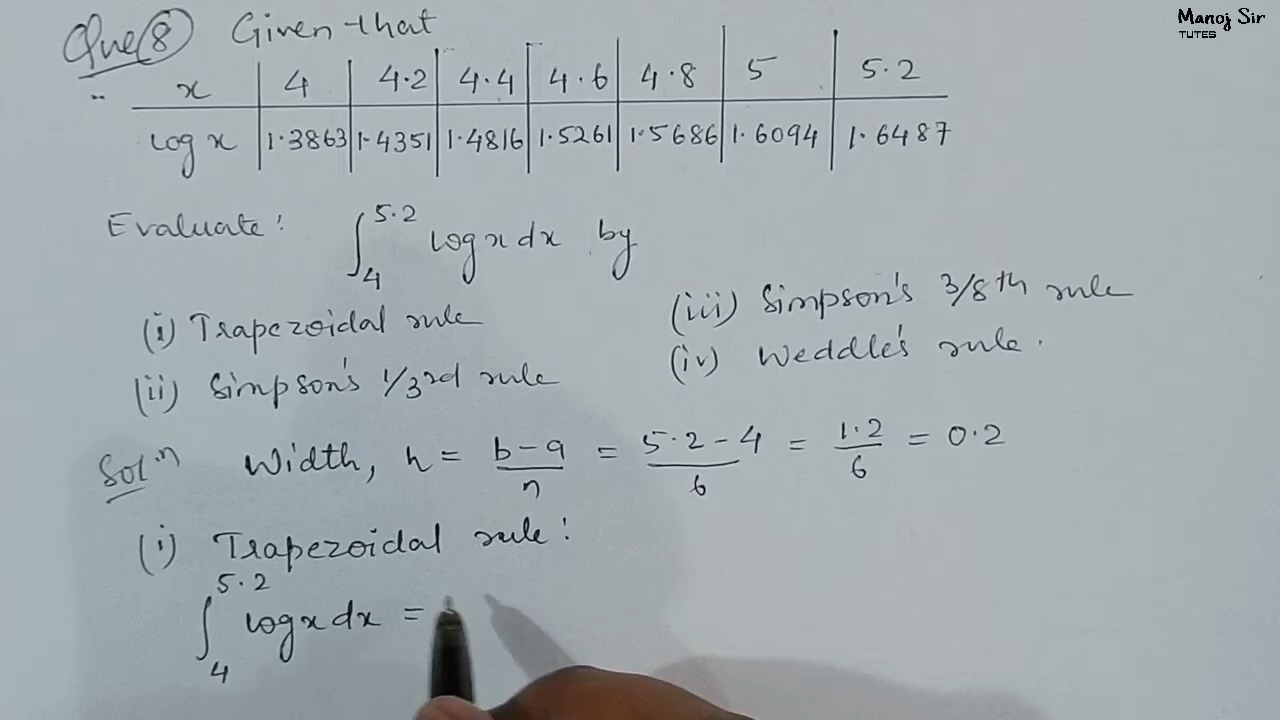 Manoj Sir
TUTES
Que 8 Given that
x 4 4.2 4.4 4.6 4.8 5 5.2
log x 1.3863 1.4351 1.4816 1.5261 1.5686 1.6094 1.6487
Evaluate: ∫₄^5.2 log x dx by
(i) Trapezoidal rule
(ii) Simpson's 1/3rd rule
(iii) Simpson's 3/8th rule
(iv) Weddle's rule.
Solⁿ Width, h = b-a/n = 5.2-4/6 = 1.2/6 = 0.2
(i) Trapezoidal rule:
∫₄^5.2 log x dx =